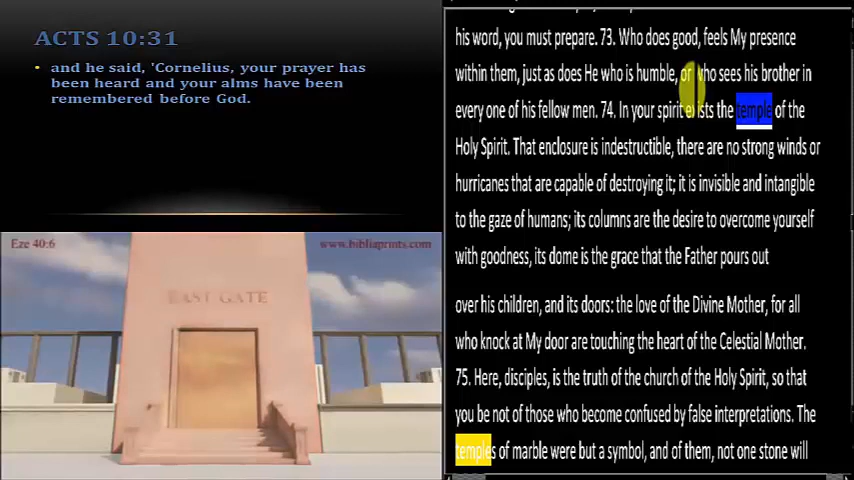 ACTS 10:31
• and he said, 'Cornelius, your prayer has
been heard and your alms have been
remembered before God.
Eze 40:6
www.bibliaprints.com
EAST GATE
his word, you must prepare. 73. Who does good, feels My presence
within them, just as does He who is humble, or who sees his brother in
every one of his fellow men. 74. In your spirit exists the temple of the
Holy Spirit. That enclosure is indestructible, there are no strong winds or
hurricanes that are capable of destroying it; it is invisible and intangible
to the gaze of humans; its columns are the desire to overcome yourself
with goodness, its dome is the grace that the Father pours out
over his children, and its doors: the love of the Divine Mother, for all
who knock at My door are touching the heart of the Celestial Mother.
75. Here, disciples, is the truth of the church of the Holy Spirit, so that
you be not of those who become confused by false interpretations. The
temples of marble were but a symbol, and of them, not one stone will